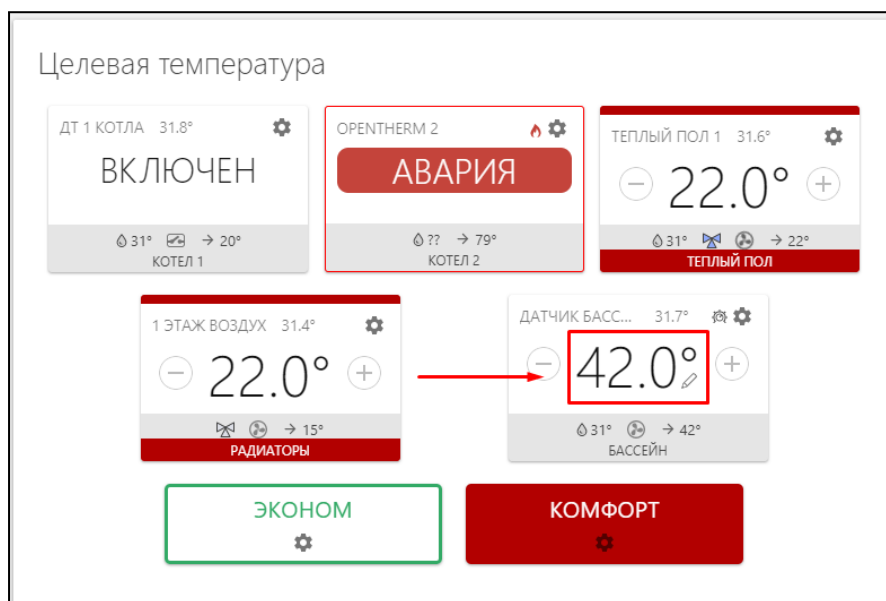 Целевая температура
ДТ 1 КОТЛА 31.8°
ВКЛЮЧЕН
31° → 20°
КОТЕЛ 1
OPENTHERM 2
АВАРИЯ
?? → 79°
КОТЕЛ 2
ТЕПЛЫЙ ПОЛ 1 31.6°
22.0°
31° → 22°
ТЕПЛЫЙ ПОЛ
1 ЭТАЖ ВОЗДУХ 31.4°
22.0°
→ 15°
РАДИАТОРЫ
ДАТЧИК БАСС... 31.7°
42.0°
31° → 42°
БАССЕЙН
ЭКОНОМ
КОМФОРТ